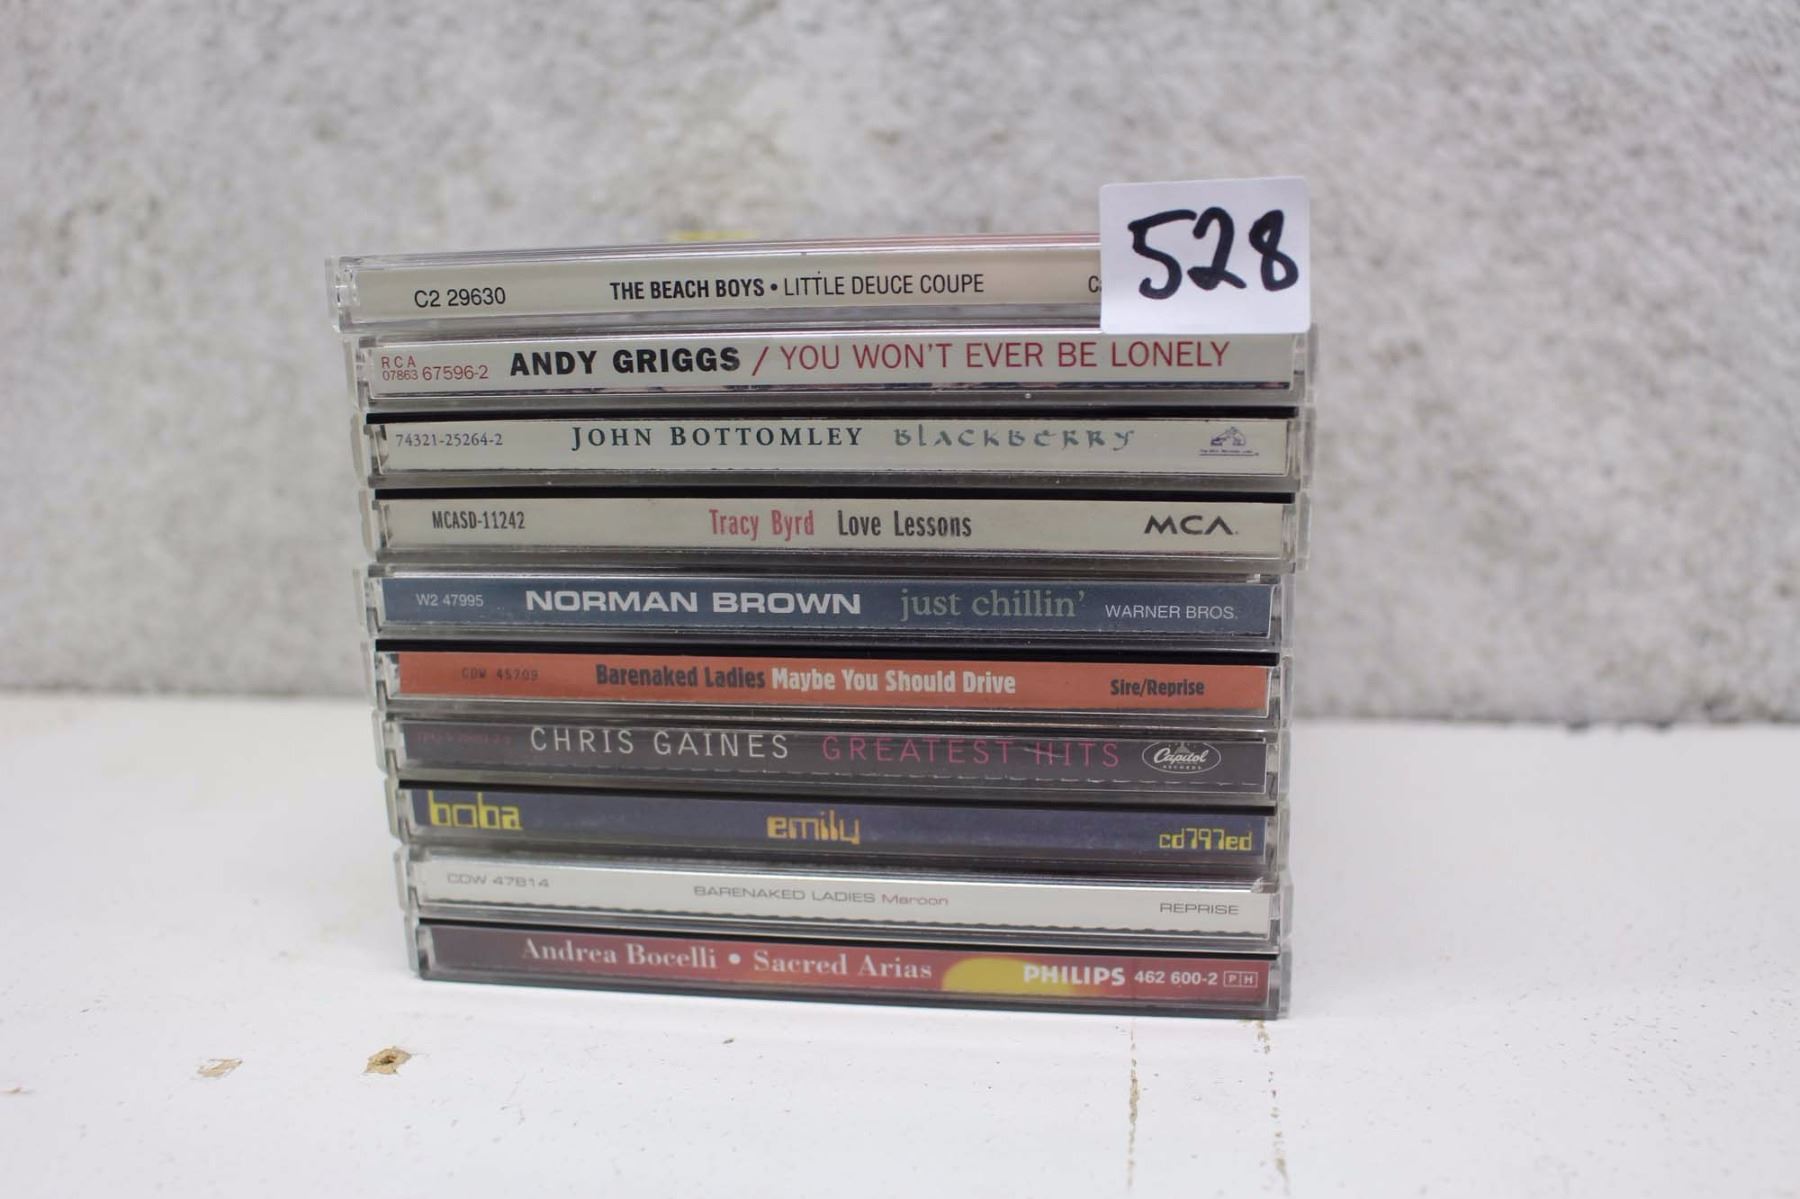 528
C2 29630 THE BEACH BOYS • LITTLE DEUCE COUPE
RCA 07863 67596-2 ANDY GRIGGS / YOU WON'T EVER BE LONELY
74321-25264-2 JOHN BOTTOMLEY BLACKBERRY
MCASD-11242 Tracy Byrd Love Lessons MCA.
W2 47995 NORMAN BROWN just chillin' WARNER BROS.
CDW 45709 Barenaked Ladies Maybe You Should Drive Sire/Reprise
CHRIS GAINES GREATEST HITS Capitol RECORDS
boba emily cd797ed
CDW 47814 BARENAKED LADIES Maroon REPRISE
Andrea Bocelli • Sacred Arias PHILIPS 462 600-2 PH